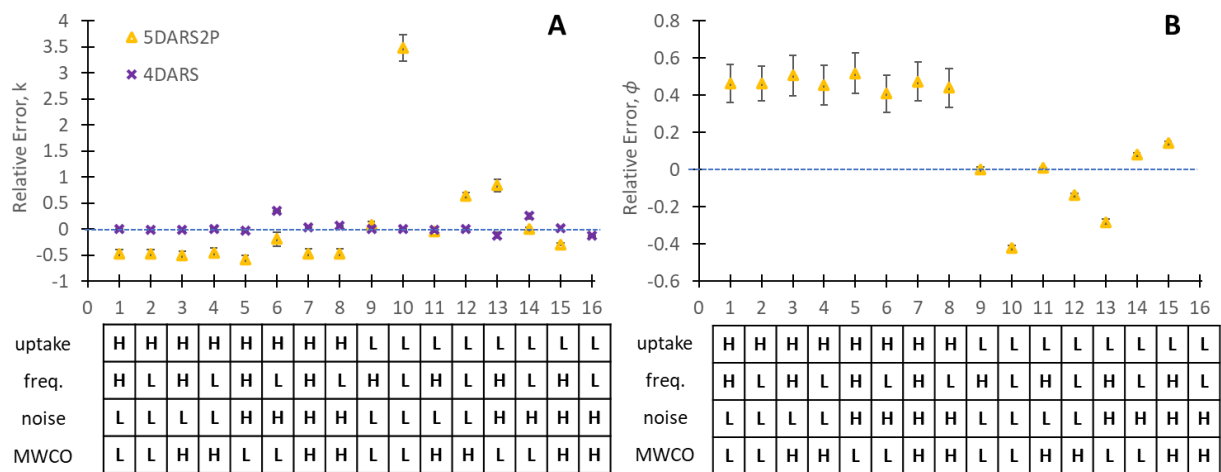 A
4
3.5
3
2.5
2
1.5
1
0.5
0
-0.5
-1
Relative Error, k
5DARS2P
4DARS
0 1 2 3 4 5 6 7 8 9 10 11 12 13 14 15 16
uptake H H H H H H H H L L L L L L L L
freq. H L H L H L H L H L H L H L H L
noise L L L L H H H H L L L L H H H H
MWCO L L H H L L H H L L H H L L H H
B
0.8
0.6
0.4
0.2
0
-0.2
-0.4
-0.6
Relative Error, ϕ
0 1 2 3 4 5 6 7 8 9 10 11 12 13 14 15 16
uptake H H H H H H H H L L L L L L L L
freq. H L H L H L H L H L H L H L H L
noise L L L L H H H H L L L L H H H H
MWCO L L H H L L H H L L H H L L H H